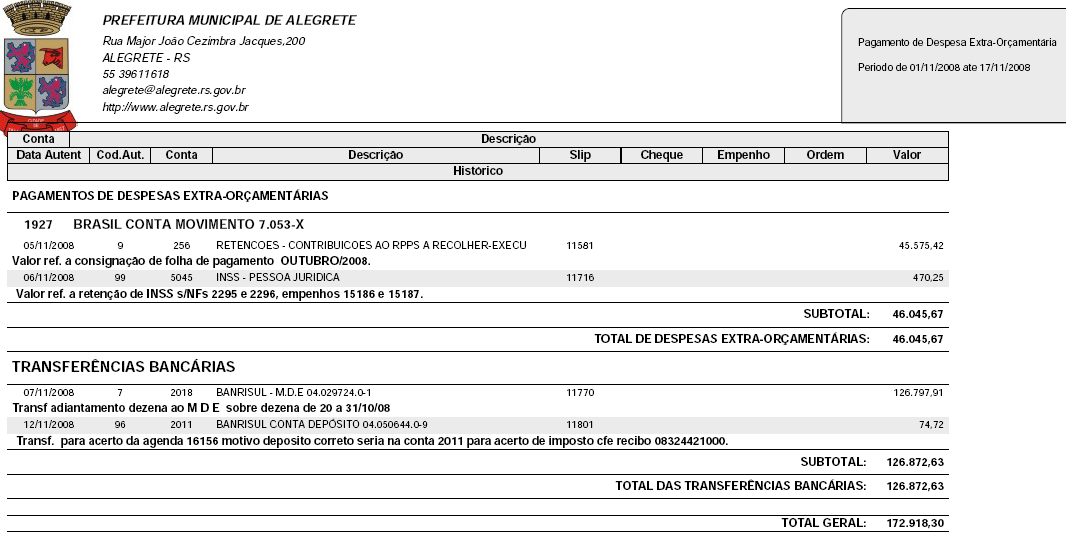 PREFEITURA MUNICIPAL DE ALEGRETE
Rua Major João Cezimbra Jacques,200
ALEGRETE - RS
55 39611618
alegrete@alegrete.rs.gov.br
http://www.alegrete.rs.gov.br
Pagamento de Despesa Extra-Orçamentária
Periodo de 01/11/2008 ate 17/11/2008
Conta Descrição
Data Autent Cod.Aut. Conta Descrição Slip Cheque Empenho Ordem Valor
Histórico
PAGAMENTOS DE DESPESAS EXTRA-ORÇAMENTÁRIAS
1927 BRASIL CONTA MOVIMENTO 7.053-X
05/11/2008 9 256 RETENCOES - CONTRIBUICOES AO RPPS A RECOLHER-EXECU 11581 45.575,42
Valor ref. a consignação de folha de pagamento OUTUBRO/2008.
06/11/2008 99 5045 INSS - PESSOA JURIDICA 11716 470,25
Valor ref. a retenção de INSS s/NFs 2295 e 2296, empenhos 15186 e 15187.
SUBTOTAL: 46.045,67
TOTAL DE DESPESAS EXTRA-ORÇAMENTÁRIAS: 46.045,67
TRANSFERÊNCIAS BANCÁRIAS
07/11/2008 7 2018 BANRISUL - M.D.E 04.029724.0-1 11770 126.797,91
Transf adiantamento dezena ao M D E sobre dezena de 20 a 31/10/08
12/11/2008 96 2011 BANRISUL CONTA DEPÓSITO 04.050644.0-9 11801 74,72
Transf. para acerto da agenda 16156 motivo deposito correto seria na conta 2011 para acerto de imposto cfe recibo 08324421000.
SUBTOTAL: 126.872,63
TOTAL DAS TRANSFERÊNCIAS BANCÁRIAS: 126.872,63
TOTAL GERAL: 172.918,30